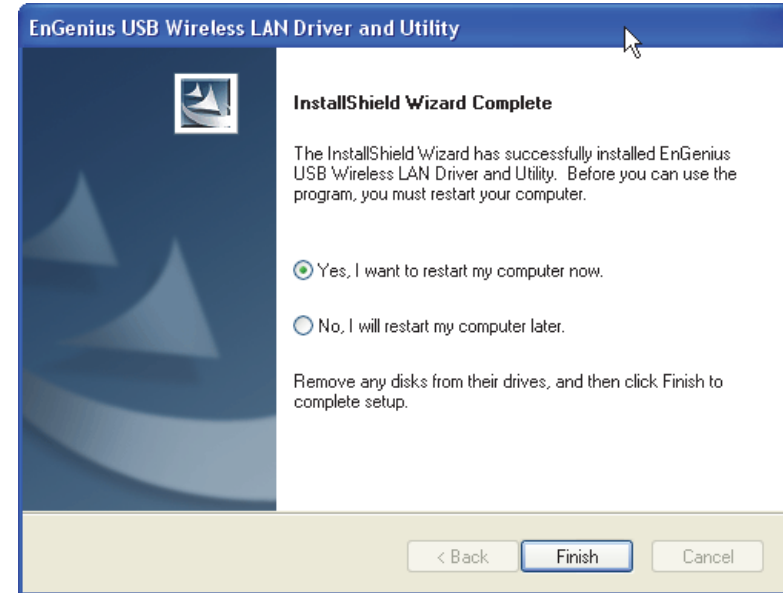 EnGenius USB Wireless LAN Driver and Utility
InstallShield Wizard Complete
The InstallShield Wizard has successfully installed EnGenius
USB Wireless LAN Driver and Utility.  Before you can use the
program, you must restart your computer.
Yes, I want to restart my computer now.
No, I will restart my computer later.
Remove any disks from their drives, and then click Finish to
complete setup.
< Back
Finish
Cancel